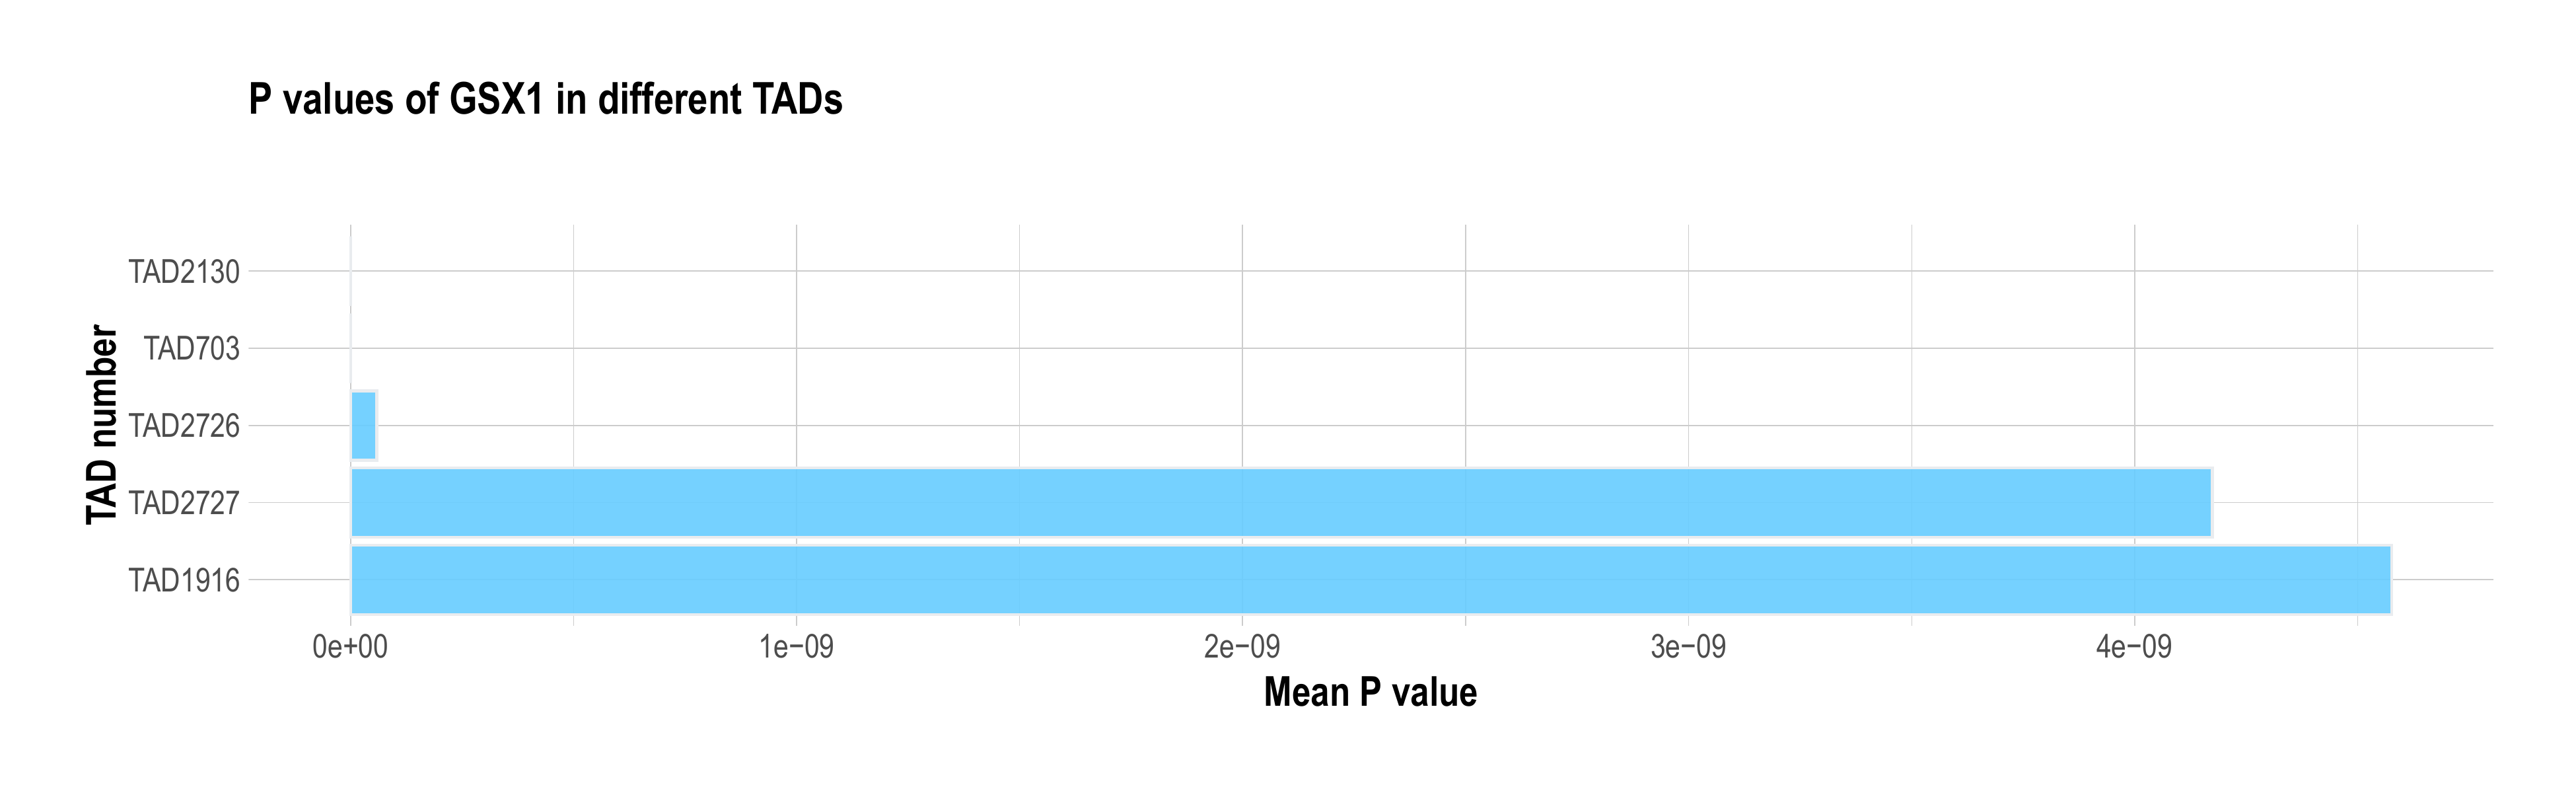 P values of GSX1 in different TADs
TAD number
TAD2130
TAD703
TAD2726
TAD2727
TAD1916
0e+00 1e−09 2e−09 3e−09 4e−09
Mean P value